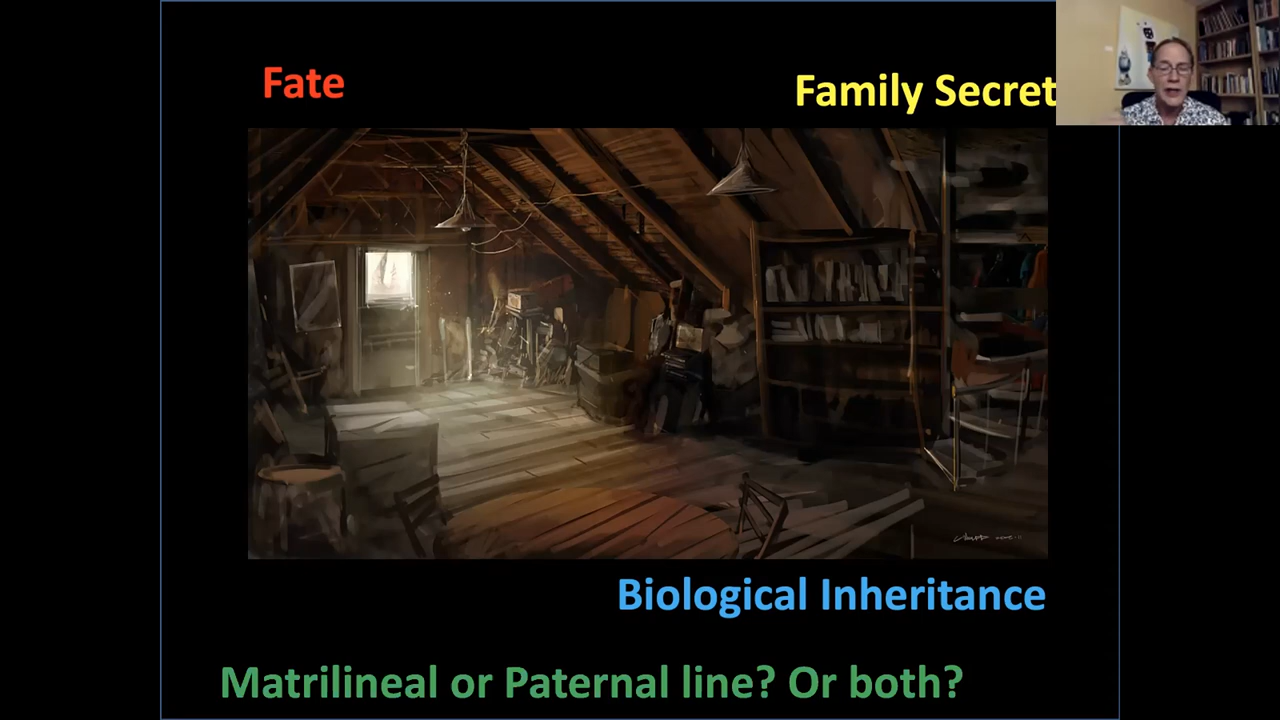 Fate
Family Secret
Biological Inheritance
Matrilineal or Paternal line? Or both?